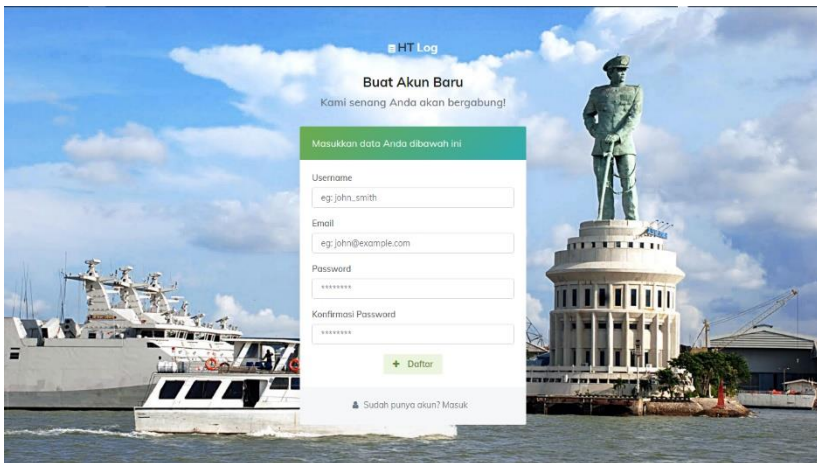 HT Log
Buat Akun Baru
Kami senang Anda akan bergabung!
Masukkan data Anda dibawah ini
Username
eg: john_smith
Email
eg: john@example.com
Password
********
Konfirmasi Password
********
+ Daftar
Sudah punya akun? Masuk